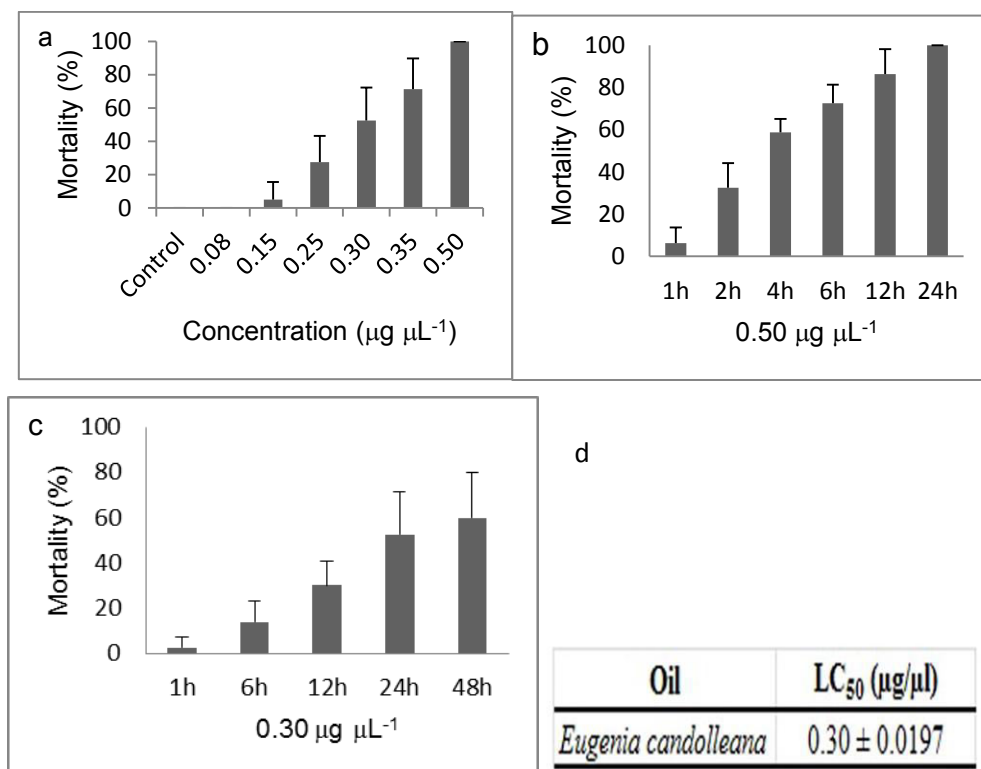 a
100
80
60
40
20
0
Mortality (%)
Control 0.08 0.15 0.25 0.30 0.35 0.50
Concentration (μg μL⁻¹)
b
100
80
60
40
20
0
Mortality (%)
1h 2h 4h 6h 12h 24h
0.50 μg μL⁻¹
c
100
80
60
40
20
0
Mortality (%)
1h 6h 12h 24h 48h
0.30 μg μL⁻¹
d
Oil LC₅₀ (μg/μl)
Eugenia candolleana 0.30 ± 0.0197